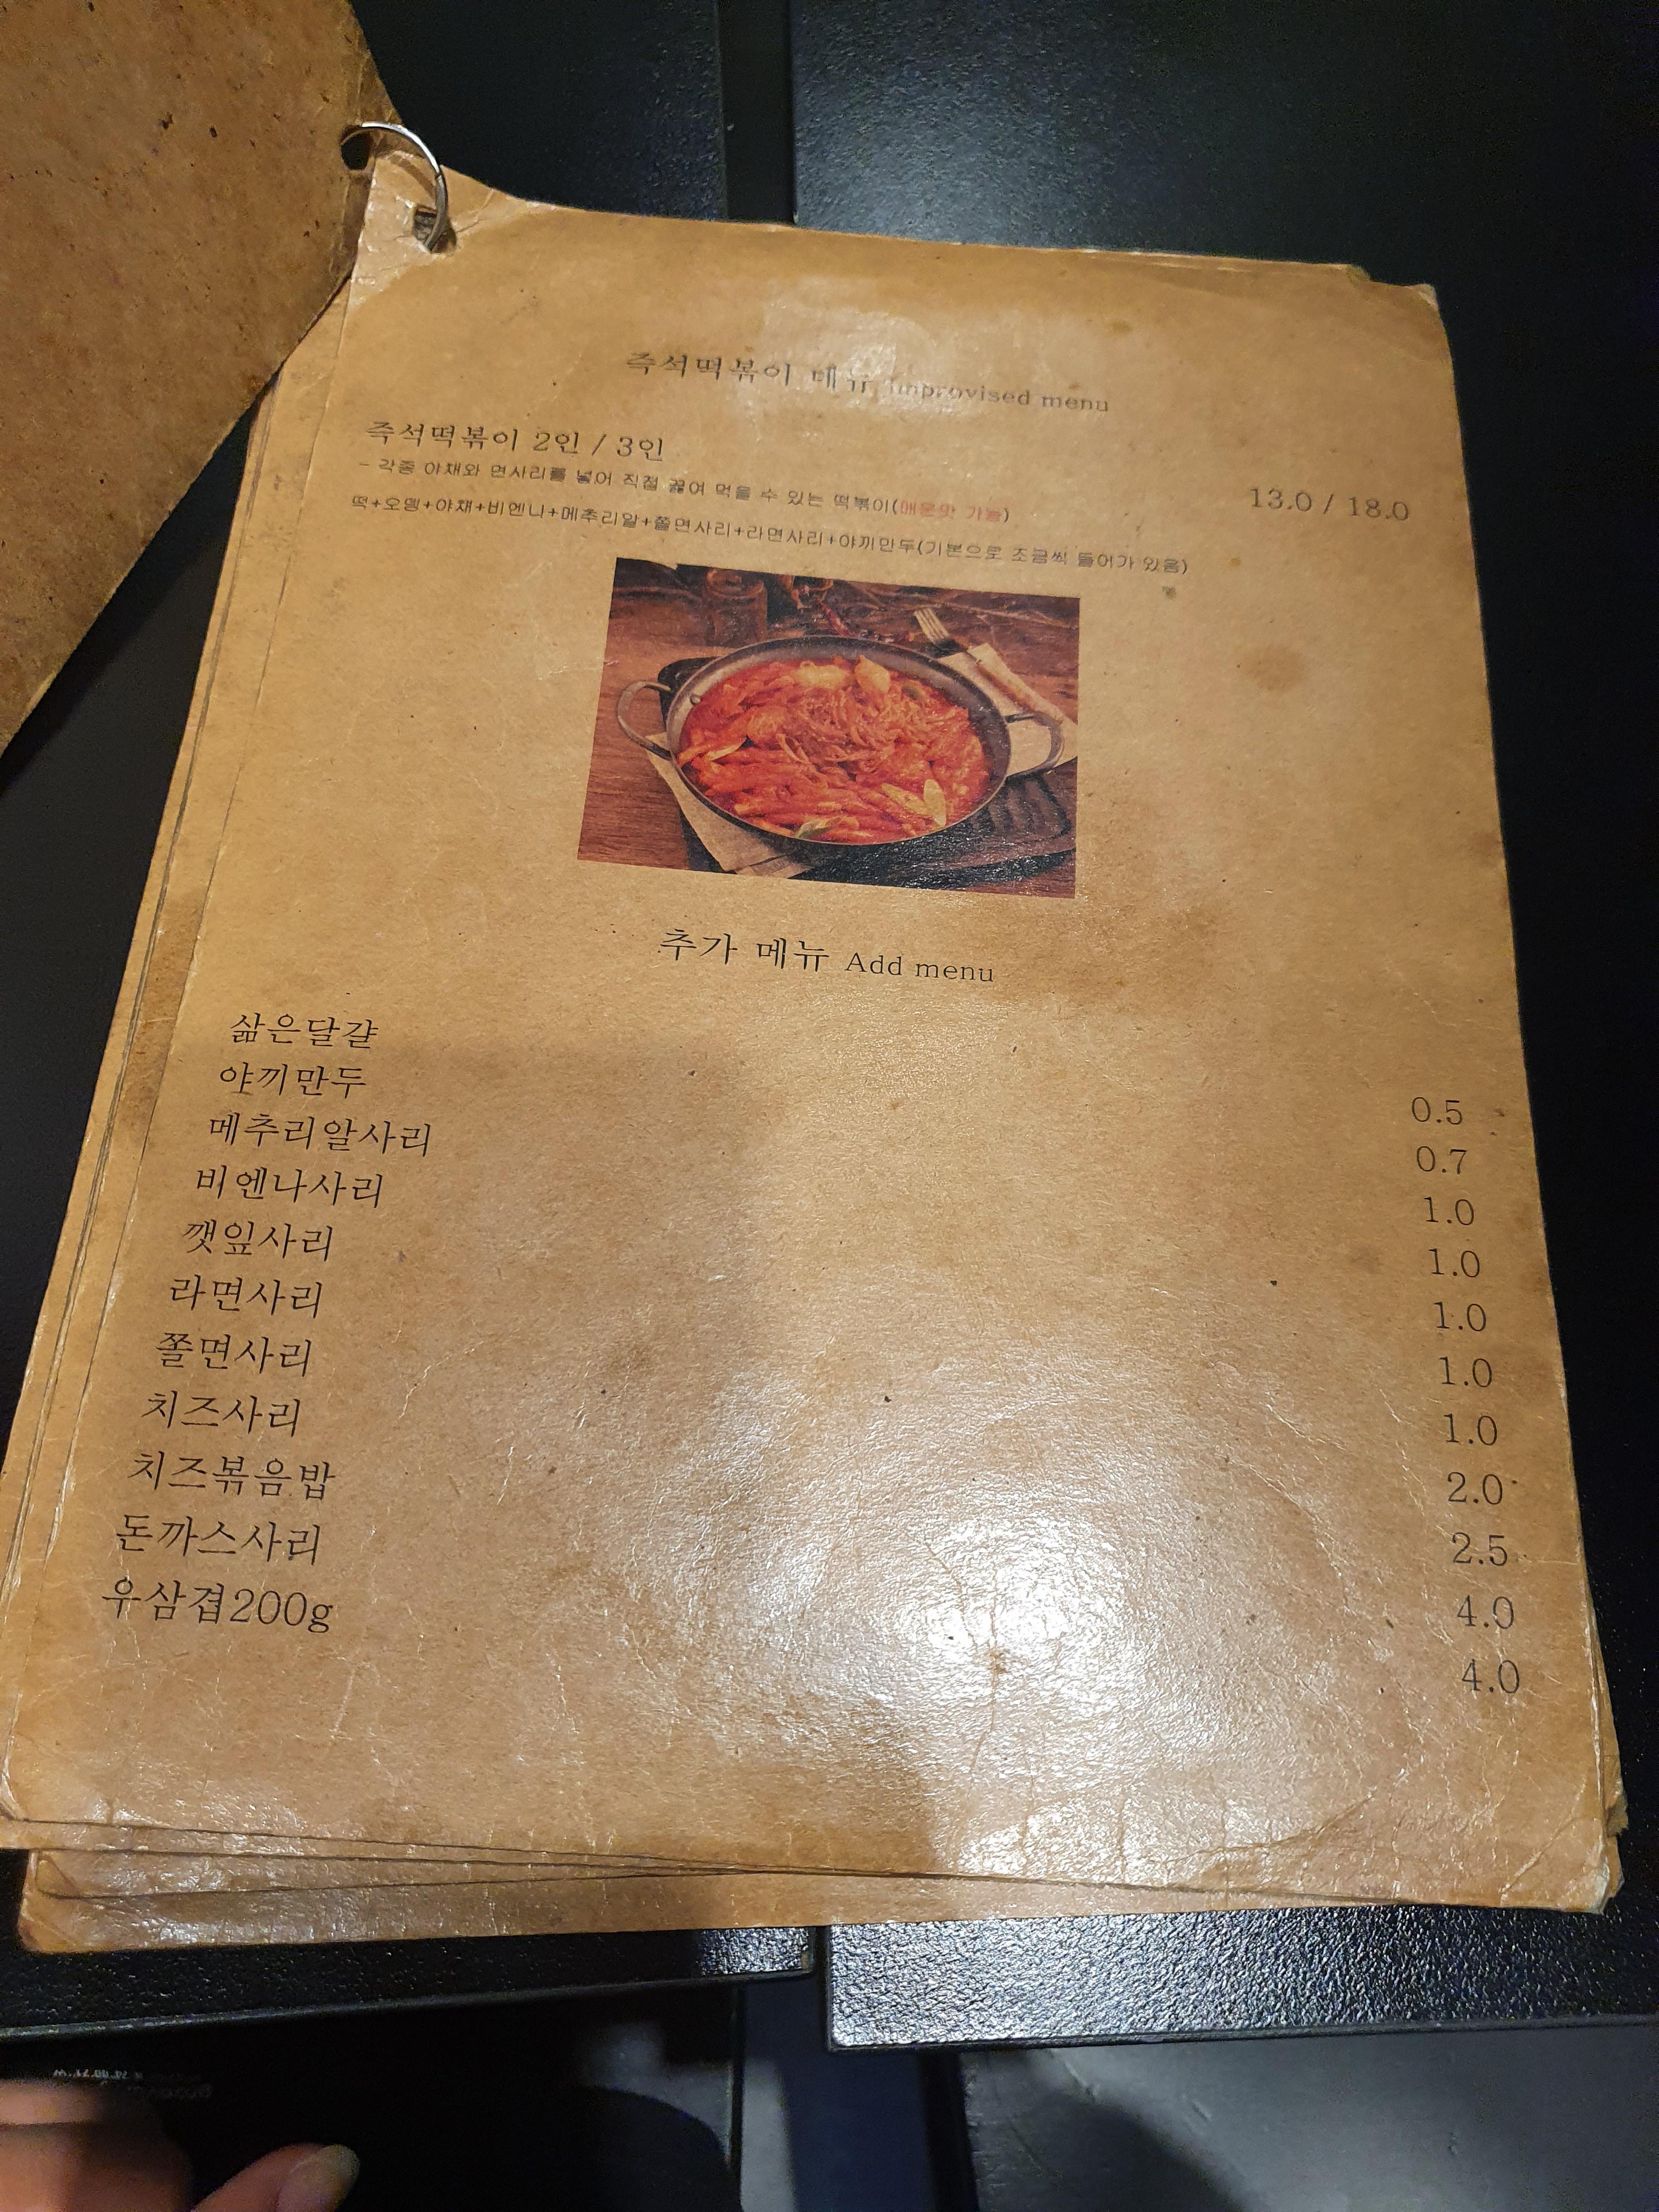 즉석떡볶이 메뉴 Improvised menu
즉석떡볶이 2인 / 3인 13.0 / 18.0
- 각종 야채와 면사리를 넣어 직접 끓여 먹을 수 있는 떡볶이(매운맛 가능)
떡+오뎅+야채+비엔나+메추리알+쫄면사리+라면사리+야끼만두(기본으로 조금씩 들어가 있음)
추가 메뉴 Add menu
삶은달걀 0.5
야끼만두 0.7
메추리알사리 1.0
비엔나사리 1.0
깻잎사리 1.0
라면사리 1.0
쫄면사리 1.0
치즈사리 2.0
치즈볶음밥 2.5
돈까스사리 4.0
우삼겹200g 4.0